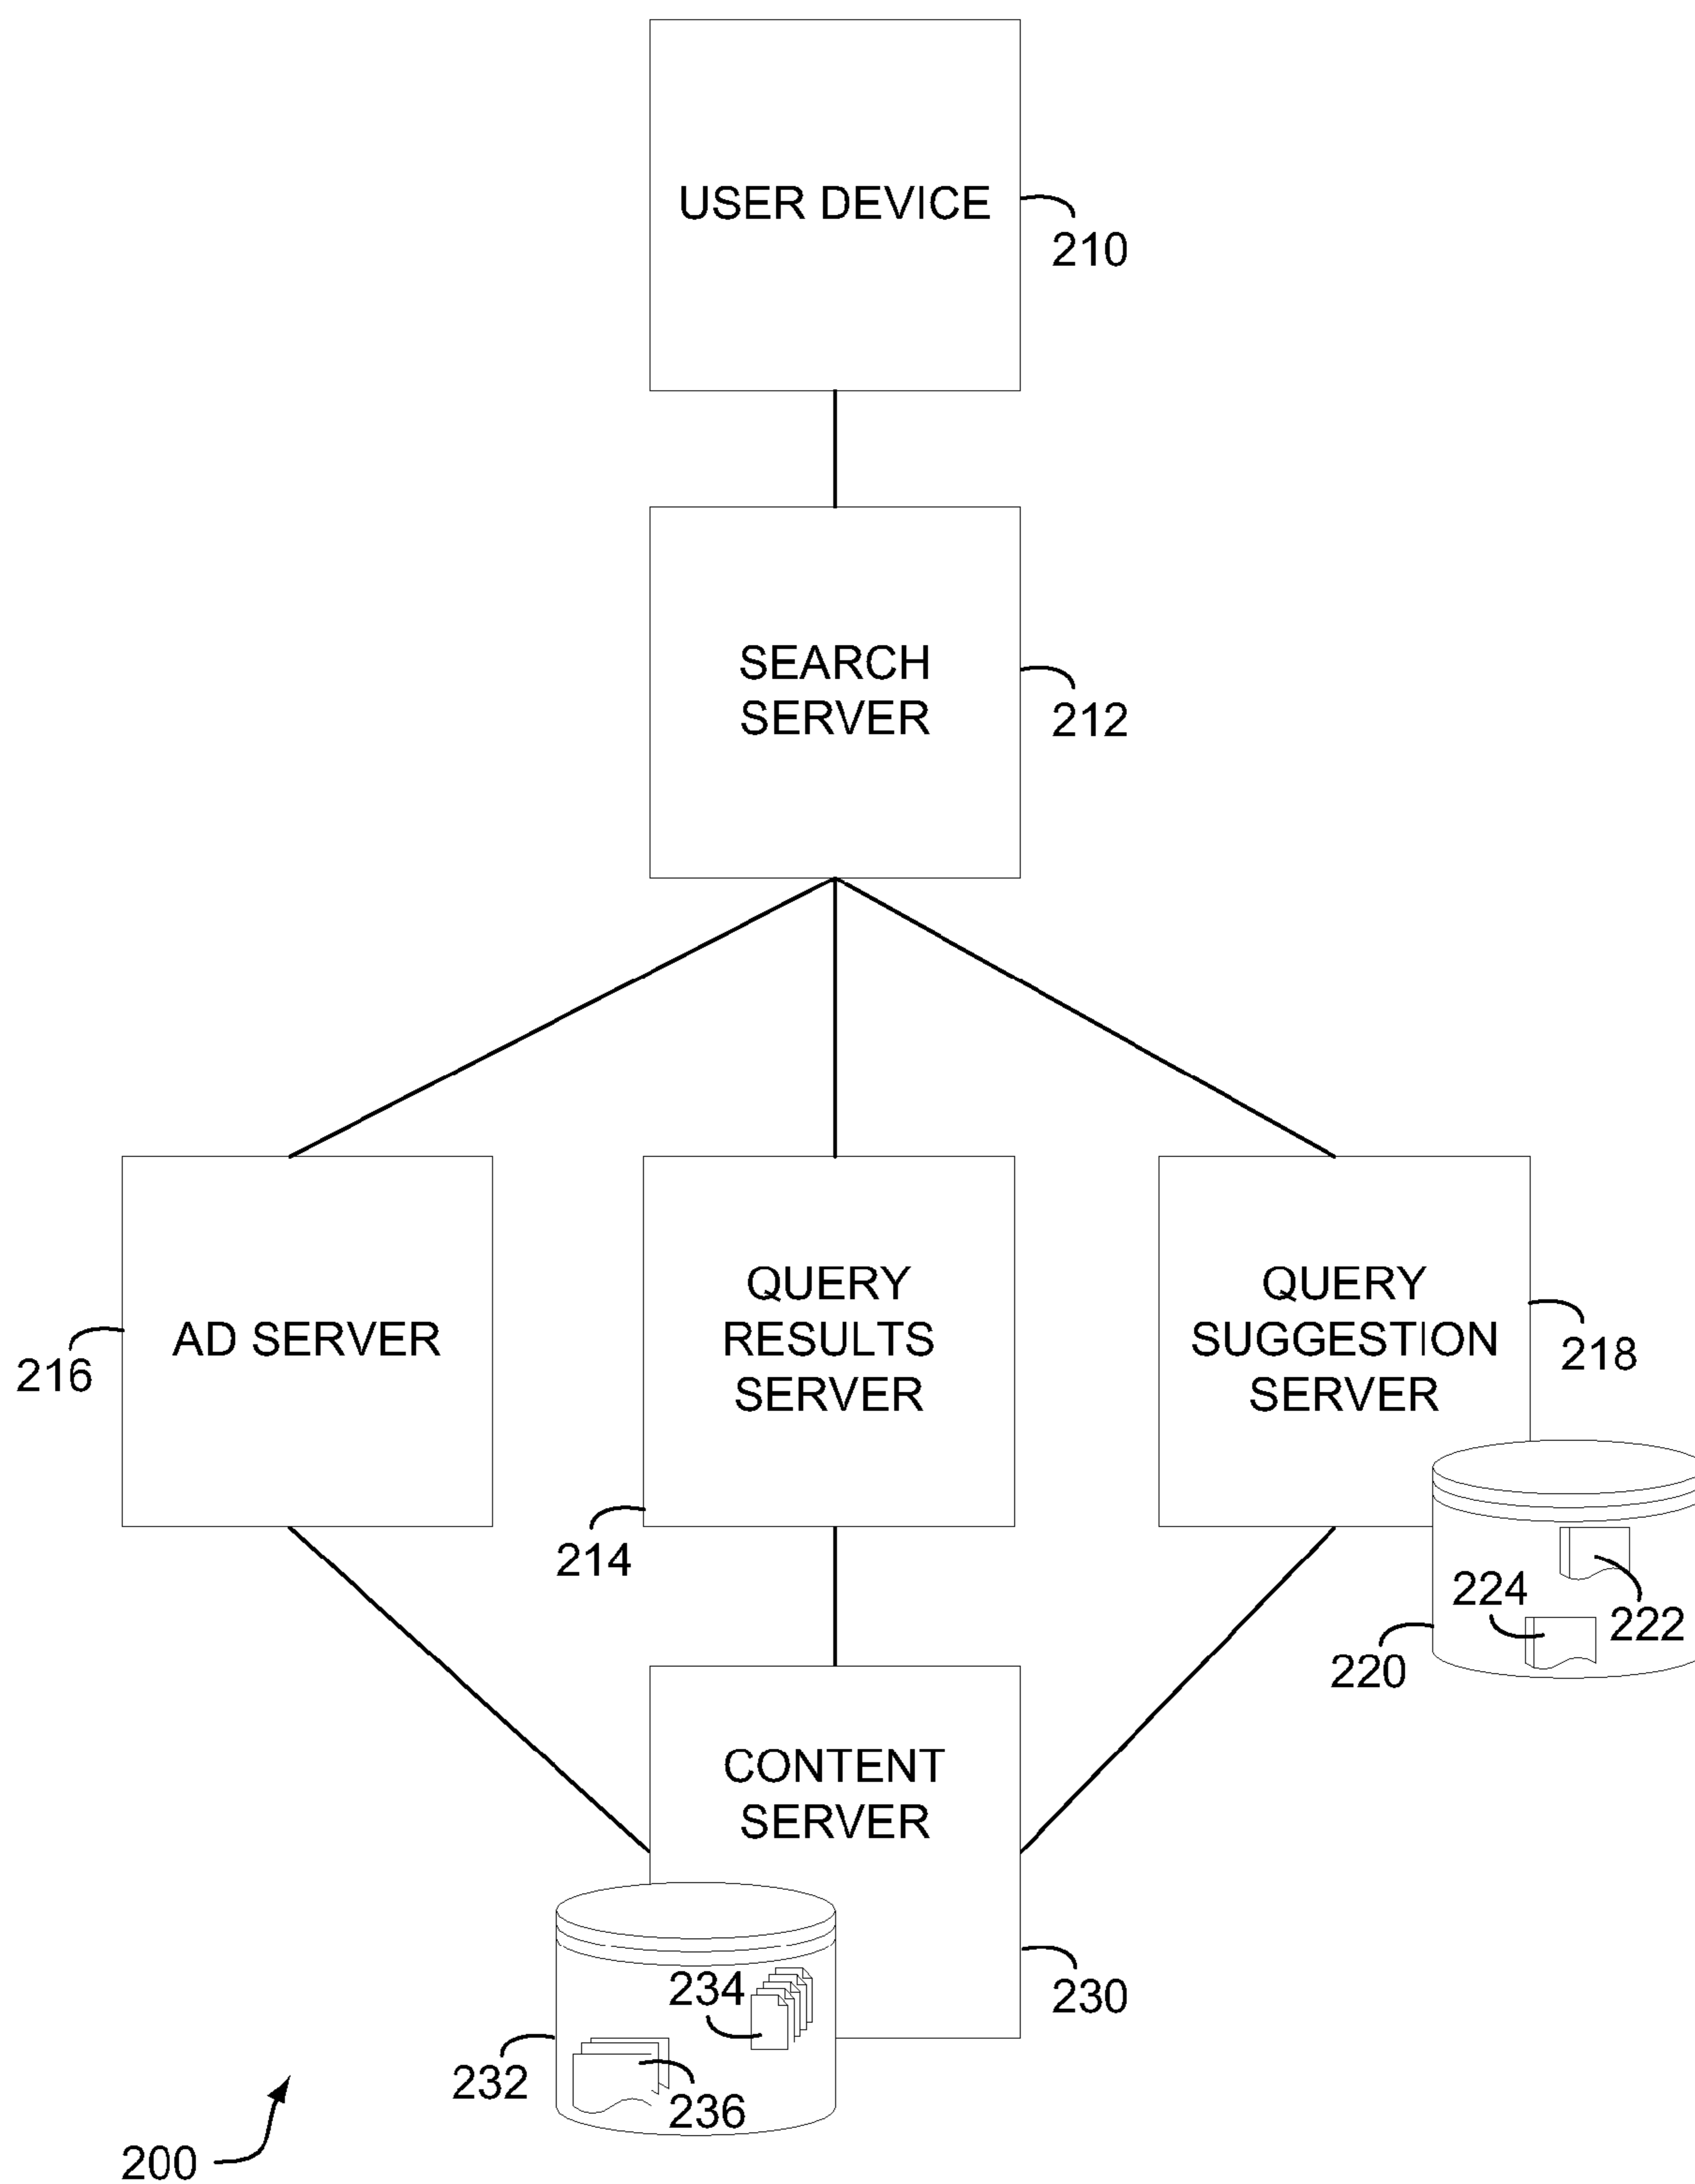 USER DEVICE
210
SEARCH
SERVER
212
AD SERVER
216
QUERY
RESULTS
SERVER
214
QUERY
SUGGESTION
SERVER
218
224
222
220
CONTENT
SERVER
234
230
232
236
200